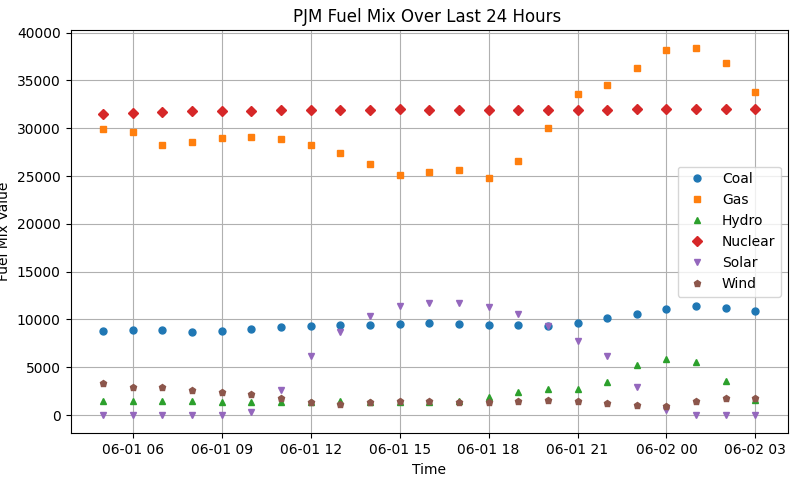 PJM Fuel Mix Over Last 24 Hours
40000
35000
30000
25000
20000
15000
10000
5000
0
Fuel Mix Value
Coal
Gas
Hydro
Nuclear
Solar
Wind
06-01 06
06-01 09
06-01 12
06-01 15
06-01 18
06-01 21
06-02 00
06-02 03
Time